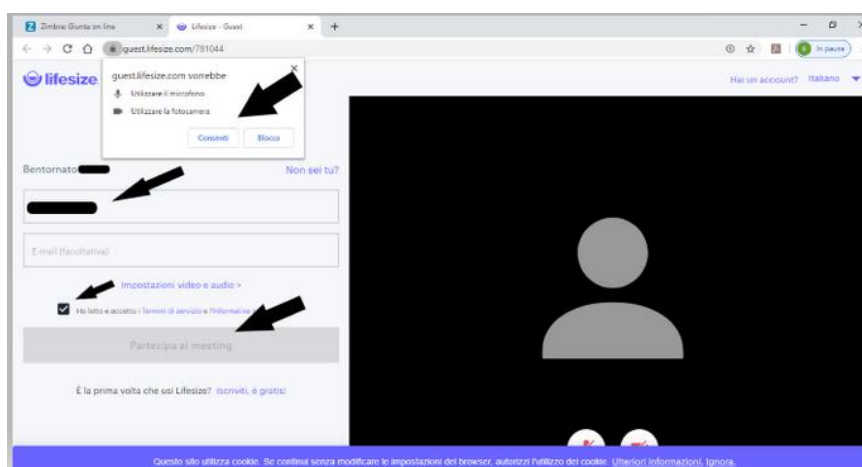 Zimbra: Giunta on line
Lifesize - Guest
guest.lifesize.com/781044
In pausa
lifesize
Hai un account?
Italiano
guest.lifesize.com vorrebbe
Utilizzare il microfono
Utilizzare la fotocamera
Consenti
Blocca
Bentornato
Non sei tu?
E-mail (facoltativa)
Impostazioni video e audio >
Ho letto e accetto i Termini di servizio e l'Informativa
Partecipa al meeting
È la prima volta che usi Lifesize? Iscriviti, è gratis!
Questo sito utilizza cookie. Se continui senza modificare le impostazioni del browser, autorizzi l'utilizzo dei cookie. Ulteriori informazioni, Ignora.